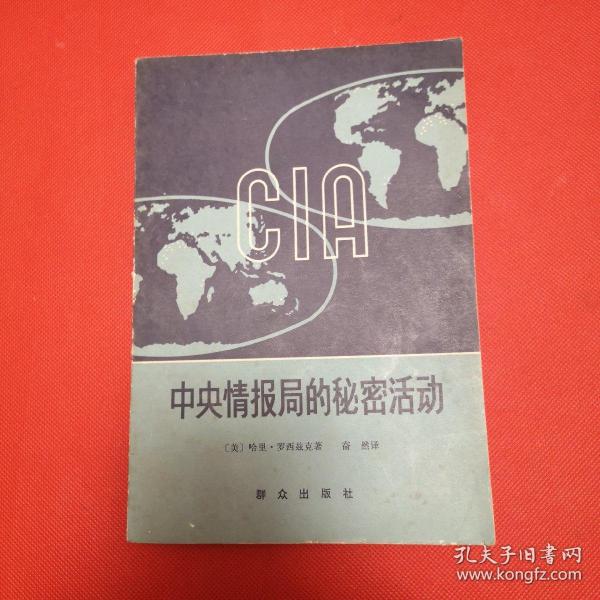 CIA
中央情报局的秘密活动
〔美〕哈里·罗西兹克著 奋然译
群众出版社
孔夫子旧书网
www.kongfz.com